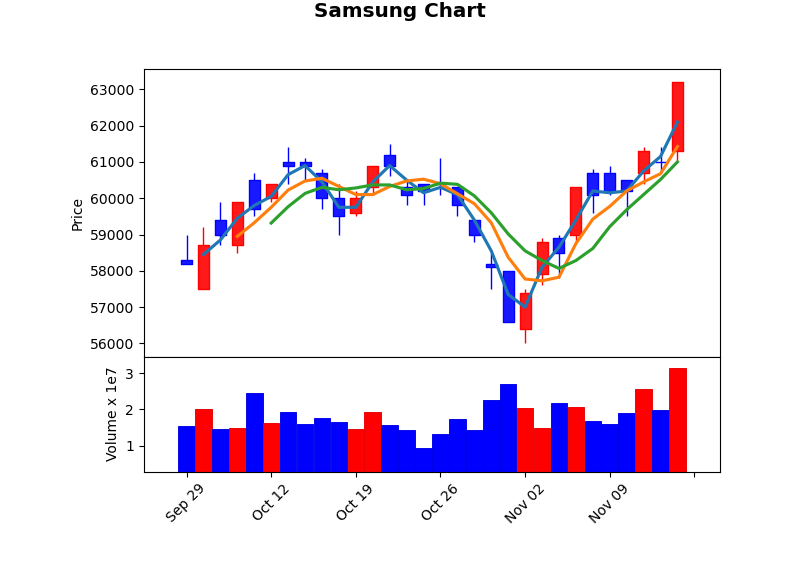 Samsung Chart
Price
63000
62000
61000
60000
59000
58000
57000
56000
Volume x 1e7
3
2
1
Sep 29
Oct 12
Oct 19
Oct 26
Nov 02
Nov 09